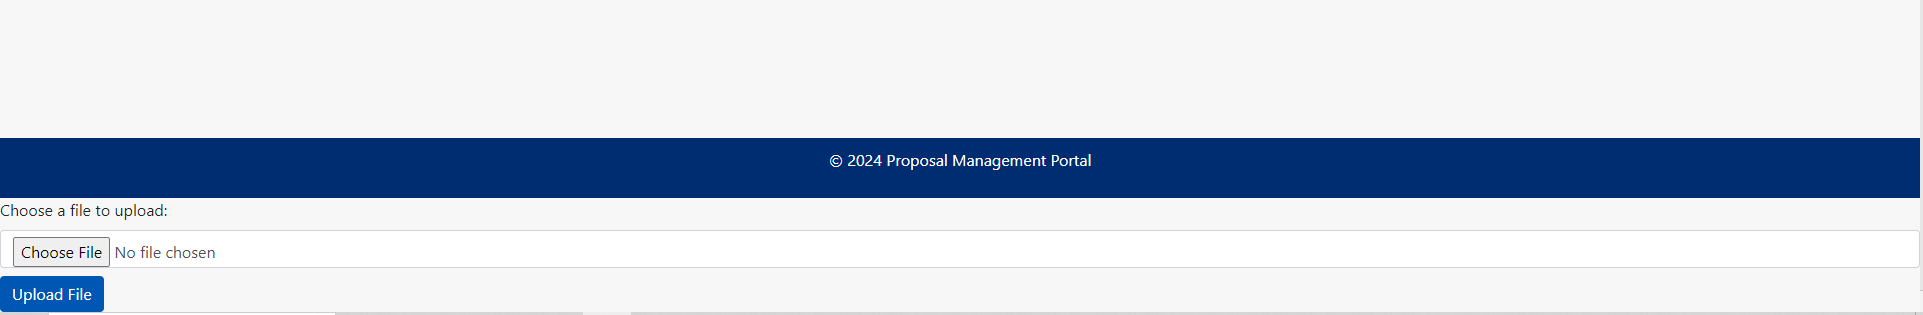 © 2024 Proposal Management Portal
Choose a file to upload:
Choose File No file chosen
Upload File